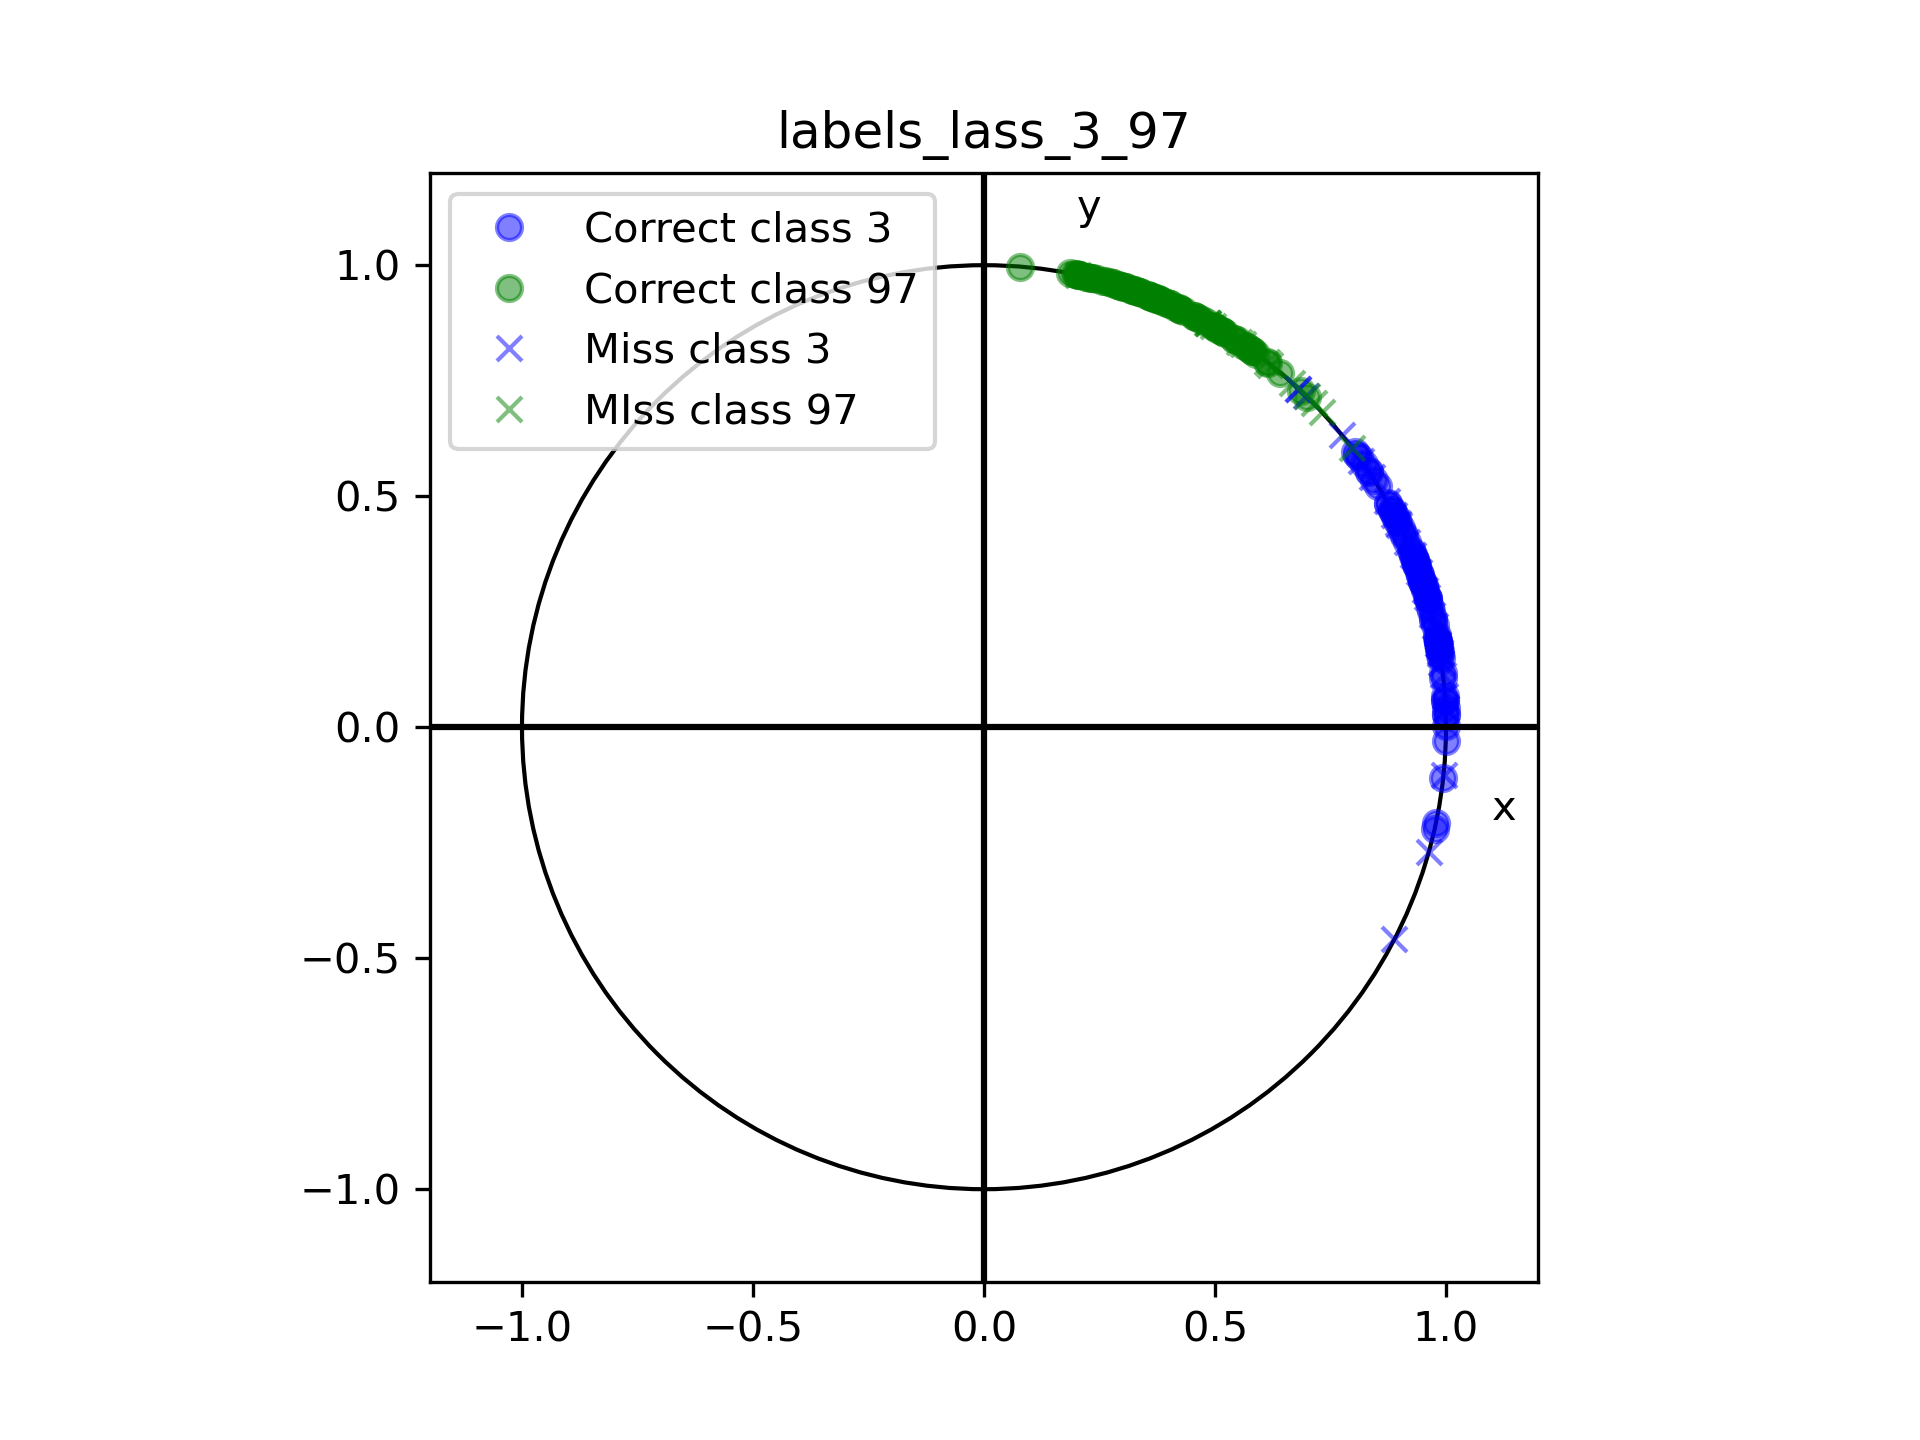 labels_lass_3_97
y
Correct class 3
Correct class 97
Miss class 3
MIss class 97
1.0
0.5
0.0
−0.5
−1.0
x
−1.0
−0.5
0.0
0.5
1.0